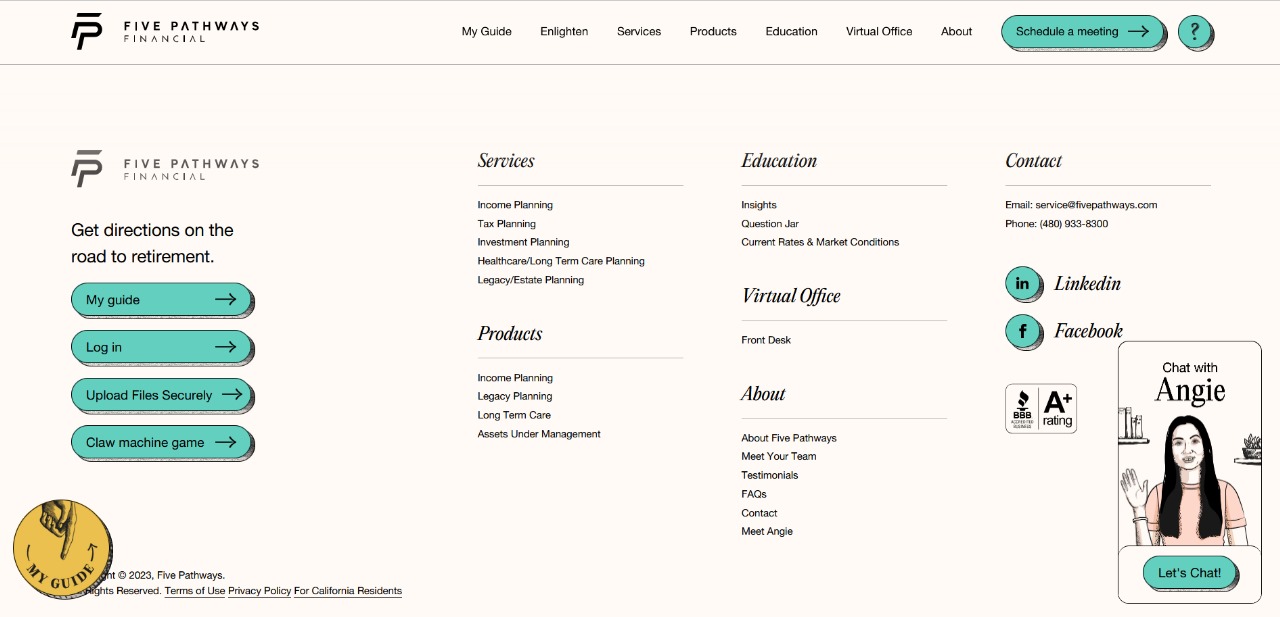 FIVE PATHWAYS
FINANCIAL
My Guide
Enlighten
Services
Products
Education
Virtual Office
About
Schedule a meeting
?
FIVE PATHWAYS
FINANCIAL
Get directions on the
road to retirement.
My guide
Log in
Upload Files Securely
Claw machine game
Services
Income Planning
Tax Planning
Investment Planning
Healthcare/Long Term Care Planning
Legacy/Estate Planning
Products
Income Planning
Legacy Planning
Long Term Care
Assets Under Management
Education
Insights
Question Jar
Current Rates & Market Conditions
Virtual Office
Front Desk
About
About Five Pathways
Meet Your Team
Testimonials
FAQs
Contact
Meet Angie
Contact
Email: service@fivepathways.com
Phone: (480) 933-8300
in Linkedin
f Facebook
BBB
ACCREDITED
BUSINESS
A+
rating
Chat with
Angie
Let's Chat!
MY GUIDE
© 2023, Five Pathways.
Rights Reserved. Terms of Use Privacy Policy For California Residents